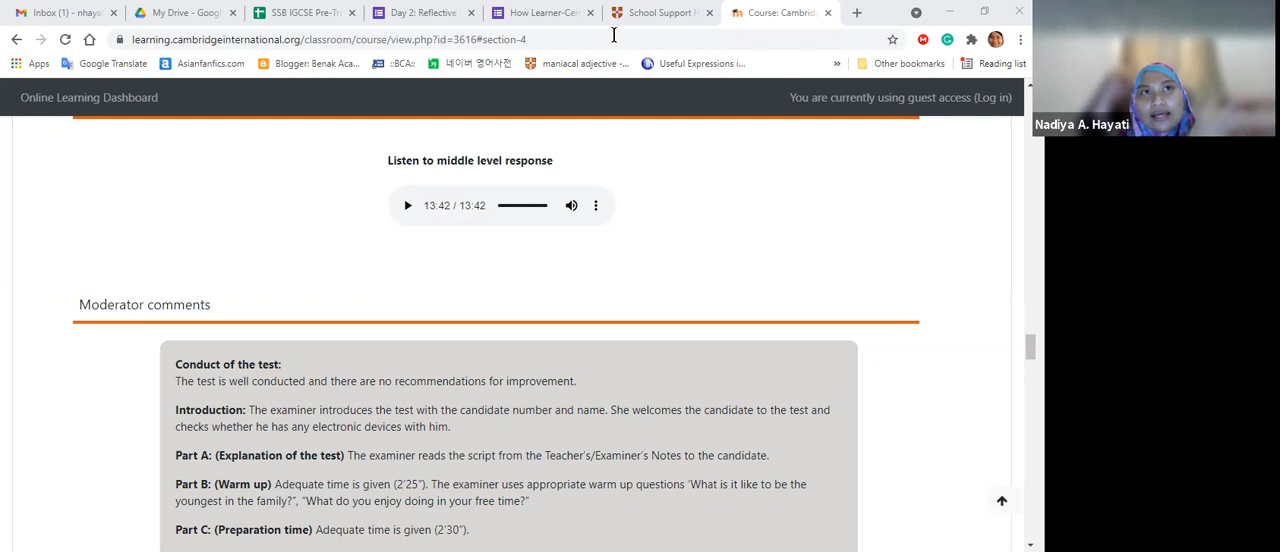 Inbox (1) - nhaya
My Drive - Googl
SSB IGCSE Pre-Tr
Day 2: Reflective
How Learner-Cen
School Support H
Course: Cambrid
learning.cambridgeinternational.org/classroom/course/view.php?id=3616#section-4
Apps
Google Translate
Asianfanfics.com
Blogger: Benak Aca...
::BCA::
네이버 영어사전
maniacal adjective -...
Useful Expressions i...
»
Other bookmarks
Reading list
Online Learning Dashboard
You are currently using guest access (Log in)
Nadiya A. Hayati
Listen to middle level response
13:42 / 13:42
Moderator comments
Conduct of the test:
The test is well conducted and there are no recommendations for improvement.
Introduction: The examiner introduces the test with the candidate number and name. She welcomes the candidate to the test and
checks whether he has any electronic devices with him.
Part A: (Explanation of the test) The examiner reads the script from the Teacher's/Examiner's Notes to the candidate.
Part B: (Warm up) Adequate time is given (2'25"). The examiner uses appropriate warm up questions 'What is it like to be the
youngest in the family?", "What do you enjoy doing in your free time?"
Part C: (Preparation time) Adequate time is given (2'30").